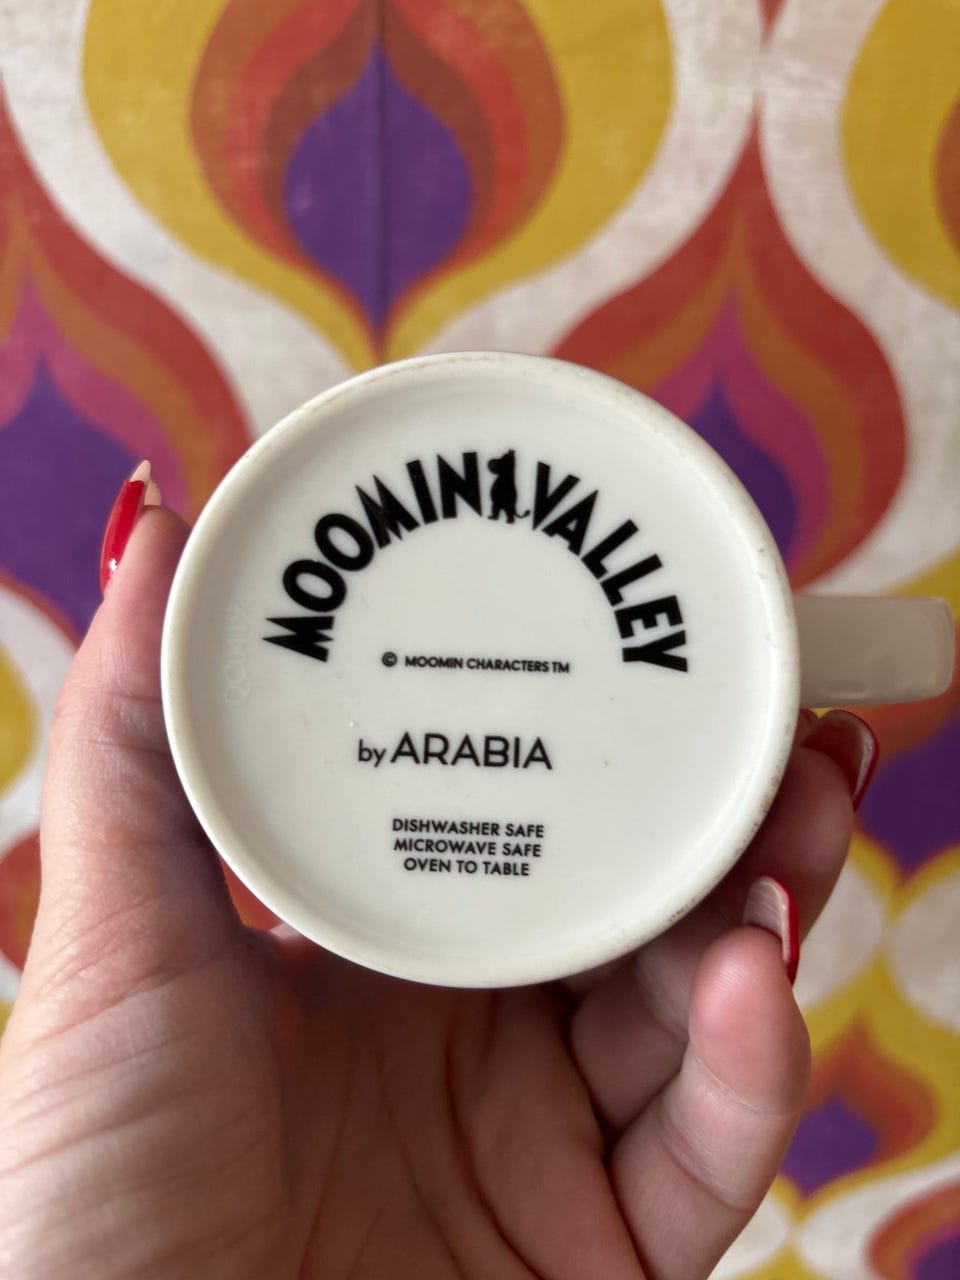 MOOMINVALLEY
© MOOMIN CHARACTERS TM
by ARABIA
DISHWASHER SAFE
MICROWAVE SAFE
OVEN TO TABLE